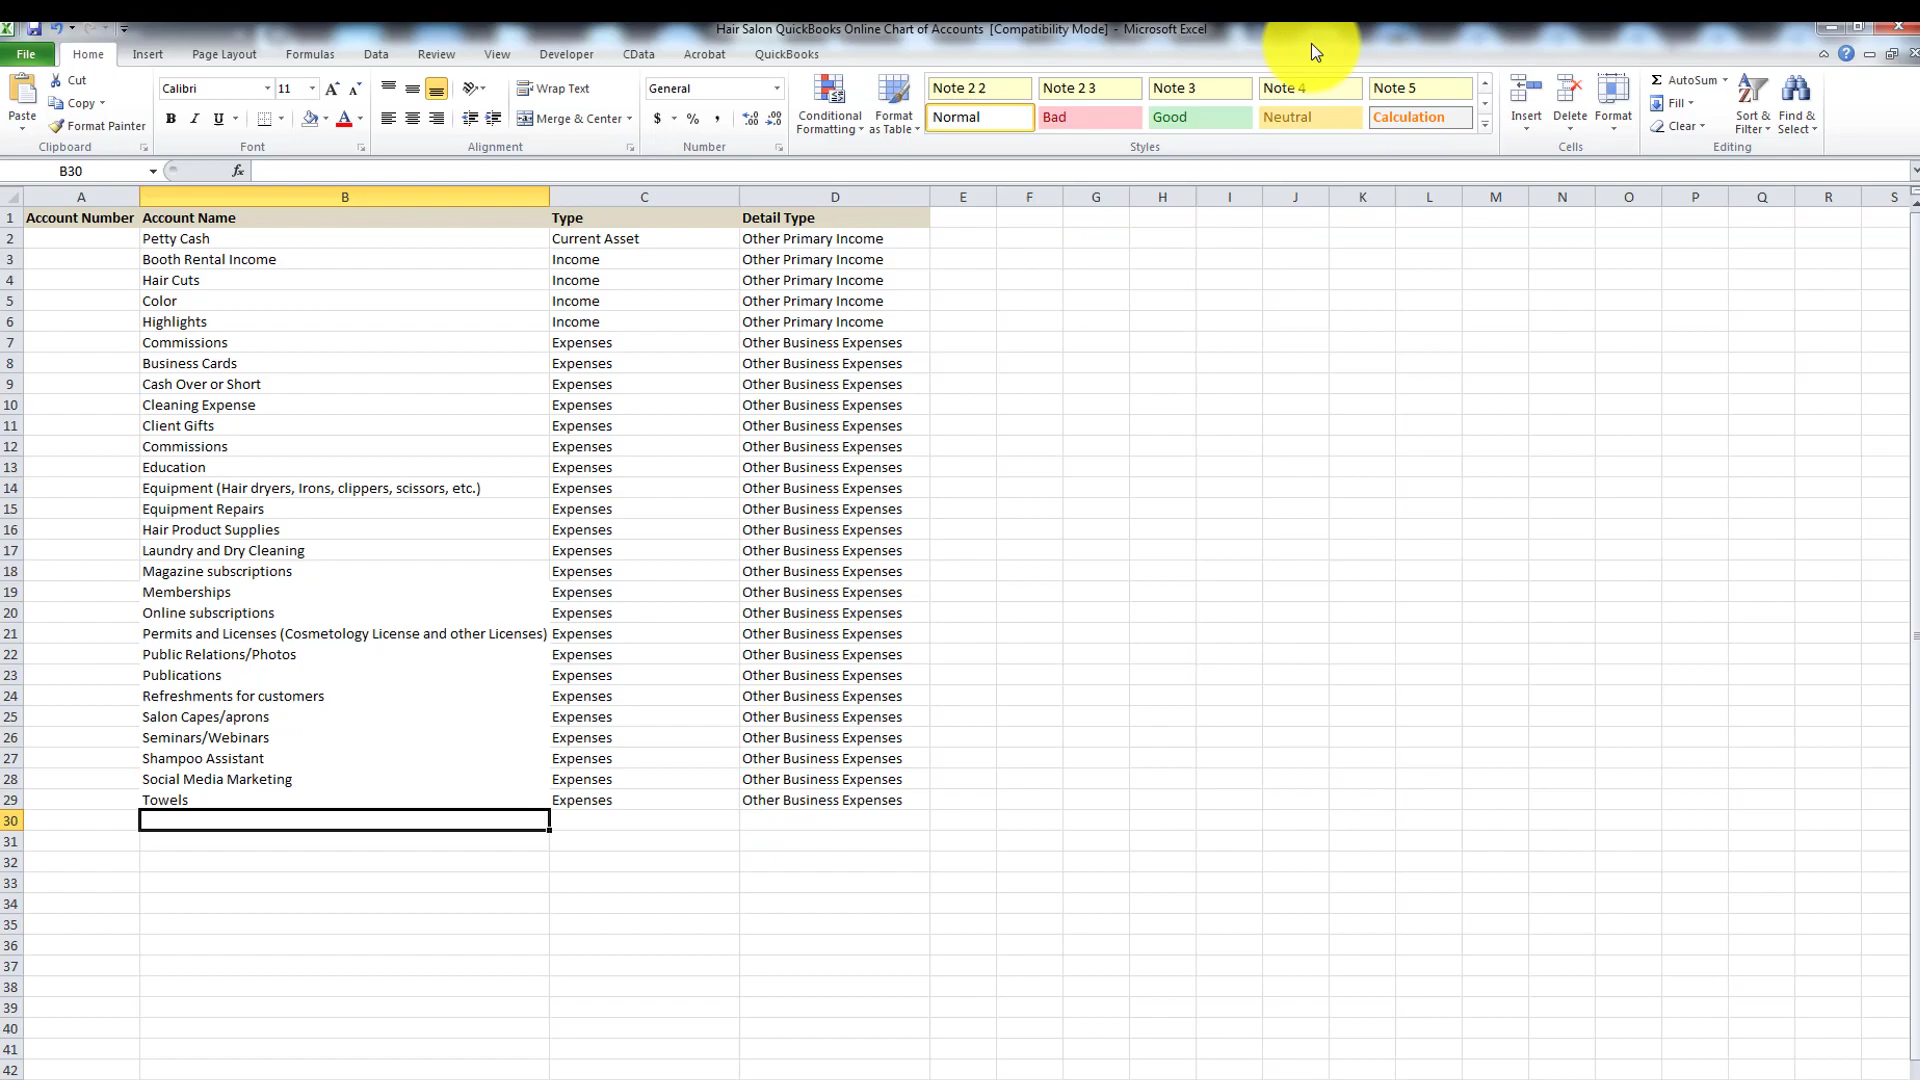 Hair Salon QuickBooks Online Chart of Accounts [Compatibility Mode] - Microsoft Excel
File Home Insert Page Layout Formulas Data Review View Developer CData Acrobat QuickBooks
Paste Cut Copy Format Painter Clipboard
Calibri 11 B I U Font
Wrap Text Merge & Center Alignment
General $ % , Number
Conditional Formatting Format as Table
Note 2 2 Note 2 3 Note 3 Note 4 Note 5
Normal Bad Good Neutral Calculation
Styles
Insert Delete Format Cells
AutoSum Fill Clear Sort & Filter Find & Select Editing
B30 fx
A B C D E F G H I J K L M N O P Q R S
1 Account Number Account Name Type Detail Type
2 Petty Cash Current Asset Other Primary Income
3 Booth Rental Income Income Other Primary Income
4 Hair Cuts Income Other Primary Income
5 Color Income Other Primary Income
6 Highlights Income Other Primary Income
7 Commissions Expenses Other Business Expenses
8 Business Cards Expenses Other Business Expenses
9 Cash Over or Short Expenses Other Business Expenses
10 Cleaning Expense Expenses Other Business Expenses
11 Client Gifts Expenses Other Business Expenses
12 Commissions Expenses Other Business Expenses
13 Education Expenses Other Business Expenses
14 Equipment (Hair dryers, Irons, clippers, scissors, etc.) Expenses Other Business Expenses
15 Equipment Repairs Expenses Other Business Expenses
16 Hair Product Supplies Expenses Other Business Expenses
17 Laundry and Dry Cleaning Expenses Other Business Expenses
18 Magazine subscriptions Expenses Other Business Expenses
19 Memberships Expenses Other Business Expenses
20 Online subscriptions Expenses Other Business Expenses
21 Permits and Licenses (Cosmetology License and other Licenses) Expenses Other Business Expenses
22 Public Relations/Photos Expenses Other Business Expenses
23 Publications Expenses Other Business Expenses
24 Refreshments for customers Expenses Other Business Expenses
25 Salon Capes/aprons Expenses Other Business Expenses
26 Seminars/Webinars Expenses Other Business Expenses
27 Shampoo Assistant Expenses Other Business Expenses
28 Social Media Marketing Expenses Other Business Expenses
29 Towels Expenses Other Business Expenses
30
31
32
33
34
35
36
37
38
39
40
41
42